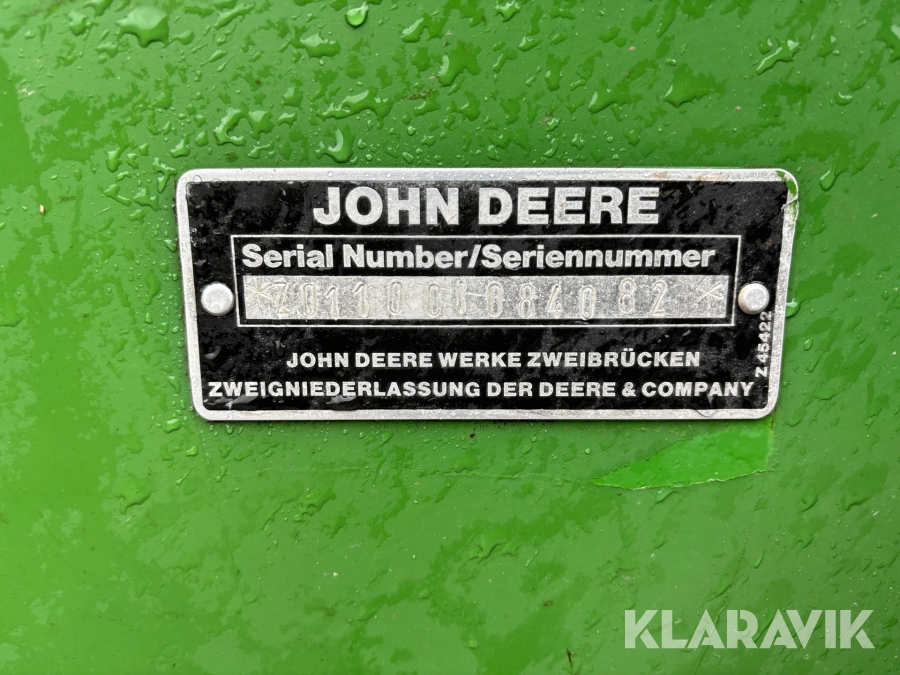 JOHN DEERE
Serial Number/Seriennummer
JOHN DEERE WERKE ZWEIBRÜCKEN
ZWEIGNIEDERLASSUNG DER DEERE & COMPANY
Z 45422
KLARAVIK